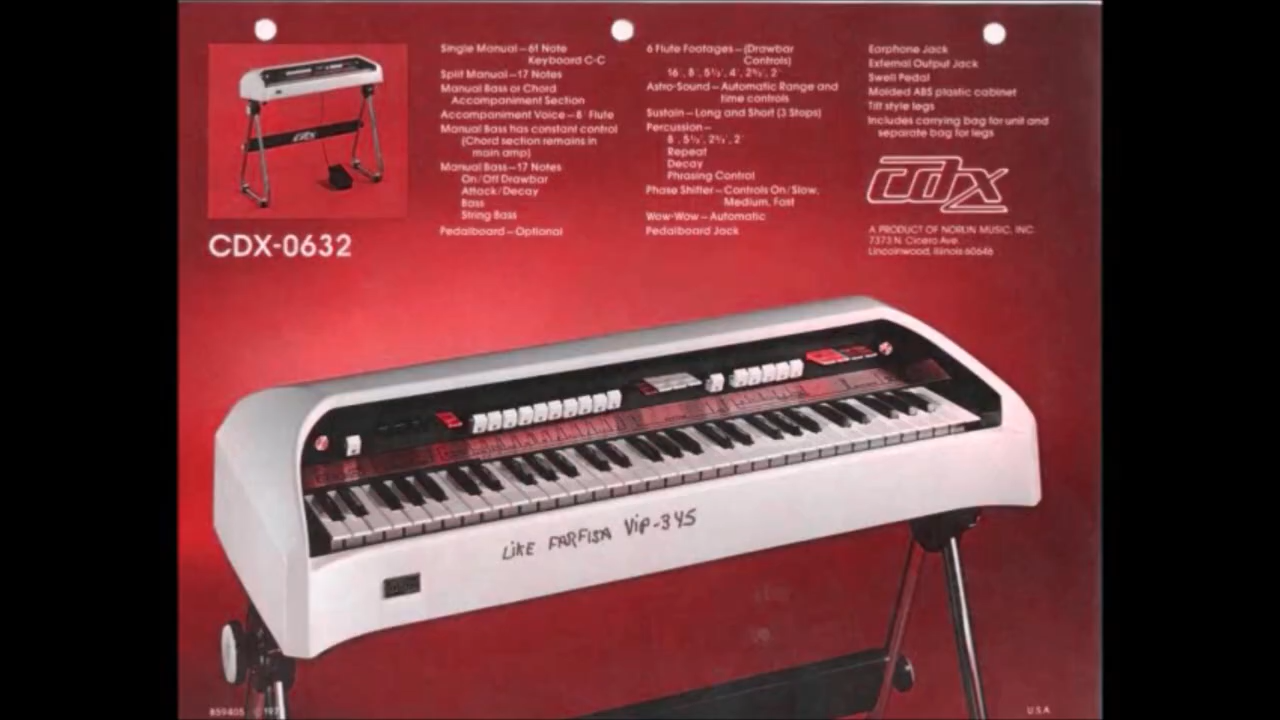 Single Manual – 61 Note
Keyboard C-C
Split Manual – 17 Notes
Manual Bass or Chord
Accompaniment Section
Accompaniment Voice – 8' Flute
Manual Bass has constant control
(Chord section remains in
main amp)
Manual Bass – 17 Notes
On/Off Drawbar
Attack/Decay
Bass
String Bass
Pedalboard – Optional
6 Flute Footages – (Drawbar
Controls)
16', 8', 5⅓', 4', 2⅔', 2'
Astro-Sound – Automatic Range and
time controls
Sustain – Long and Short (3 Stops)
Percussion –
8', 5⅓', 2⅔', 2'
Repeat
Decay
Phrasing Control
Phase Shifter – Controls On/Slow,
Medium, Fast
Wow-Wow – Automatic
Pedalboard Jack
Earphone Jack
External Output Jack
Swell Pedal
Molded ABS plastic cabinet
Tilt style legs
Includes carrying bag for unit and
separate bag for legs
cdx
A PRODUCT OF NORLIN MUSIC, INC.
7373 N. Cicero Ave.
Lincolnwood, Illinois 60646
cdx
CDX-0632
LIKE FARFISA ViP-345
859405 ©
U.S.A.